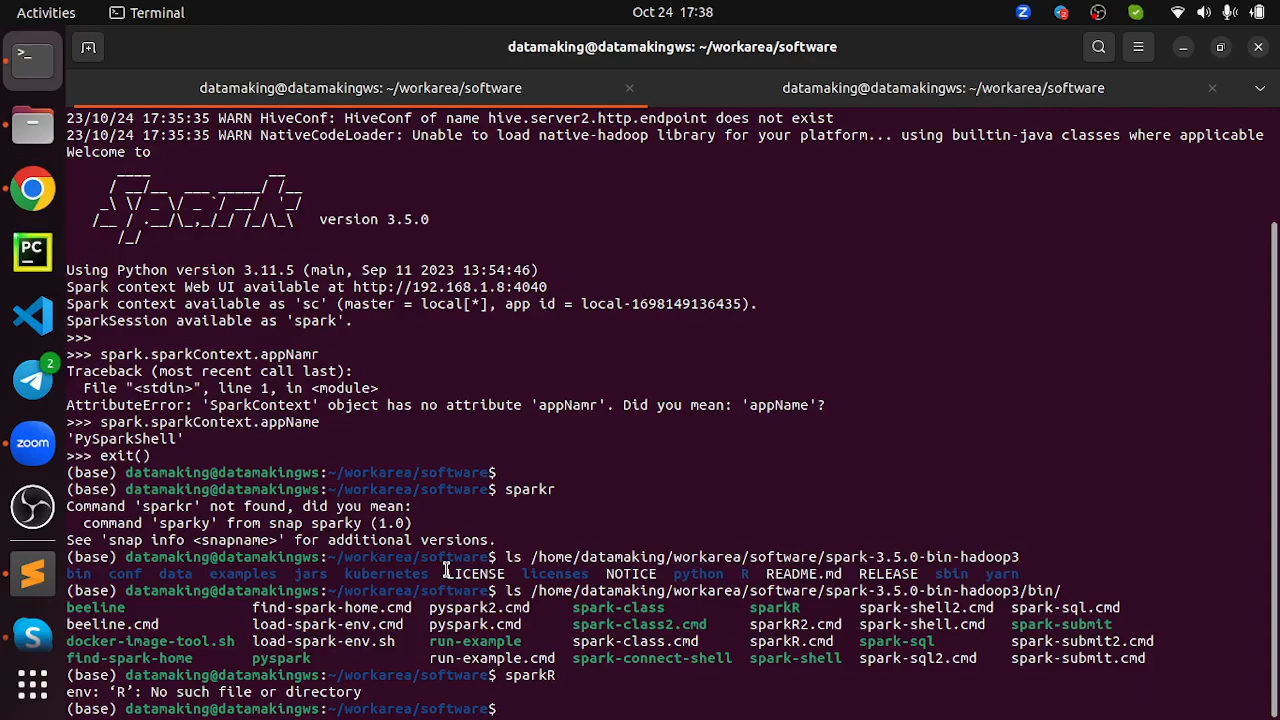 Activities Terminal Oct 24 17:38
datamaking@datamakingws: ~/workarea/software
datamaking@datamakingws: ~/workarea/software datamaking@datamakingws: ~/workarea/software
23/10/24 17:35:35 WARN HiveConf: HiveConf of name hive.server2.http.endpoint does not exist
23/10/24 17:35:35 WARN NativeCodeLoader: Unable to load native-hadoop library for your platform... using builtin-java classes where applicable
Welcome to
      ____              __
     / __/__  ___ _____/ /__
    _\ \/ _ \/ _ `/ __/  '_/
   /__ / .__/\_,_/_/ /_/\_\   version 3.5.0
      /_/
Using Python version 3.11.5 (main, Sep 11 2023 13:54:46)
Spark context Web UI available at http://192.168.1.8:4040
Spark context available as 'sc' (master = local[*], app id = local-1698149136435).
SparkSession available as 'spark'.
>>>
>>> spark.sparkContext.appNamr
Traceback (most recent call last):
  File "<stdin>", line 1, in <module>
AttributeError: 'SparkContext' object has no attribute 'appNamr'. Did you mean: 'appName'?
>>> spark.sparkContext.appName
'PySparkShell'
>>> exit()
(base) datamaking@datamakingws:~/workarea/software$
(base) datamaking@datamakingws:~/workarea/software$ sparkr
Command 'sparkr' not found, did you mean:
  command 'sparky' from snap sparky (1.0)
See 'snap info <snapname>' for additional versions.
(base) datamaking@datamakingws:~/workarea/software$ ls /home/datamaking/workarea/software/spark-3.5.0-bin-hadoop3
bin conf data examples jars kubernetes LICENSE licenses NOTICE python R README.md RELEASE sbin yarn
(base) datamaking@datamakingws:~/workarea/software$ ls /home/datamaking/workarea/software/spark-3.5.0-bin-hadoop3/bin/
beeline find-spark-home.cmd pyspark2.cmd spark-class sparkR spark-shell2.cmd spark-sql.cmd
beeline.cmd load-spark-env.cmd pyspark.cmd spark-class2.cmd sparkR2.cmd spark-shell.cmd spark-submit
docker-image-tool.sh load-spark-env.sh run-example spark-class.cmd sparkR.cmd spark-sql spark-submit2.cmd
find-spark-home pyspark run-example.cmd spark-connect-shell spark-shell spark-sql2.cmd spark-submit.cmd
(base) datamaking@datamakingws:~/workarea/software$ sparkR
env: ‘R’: No such file or directory
(base) datamaking@datamakingws:~/workarea/software$
PC
2
zoom